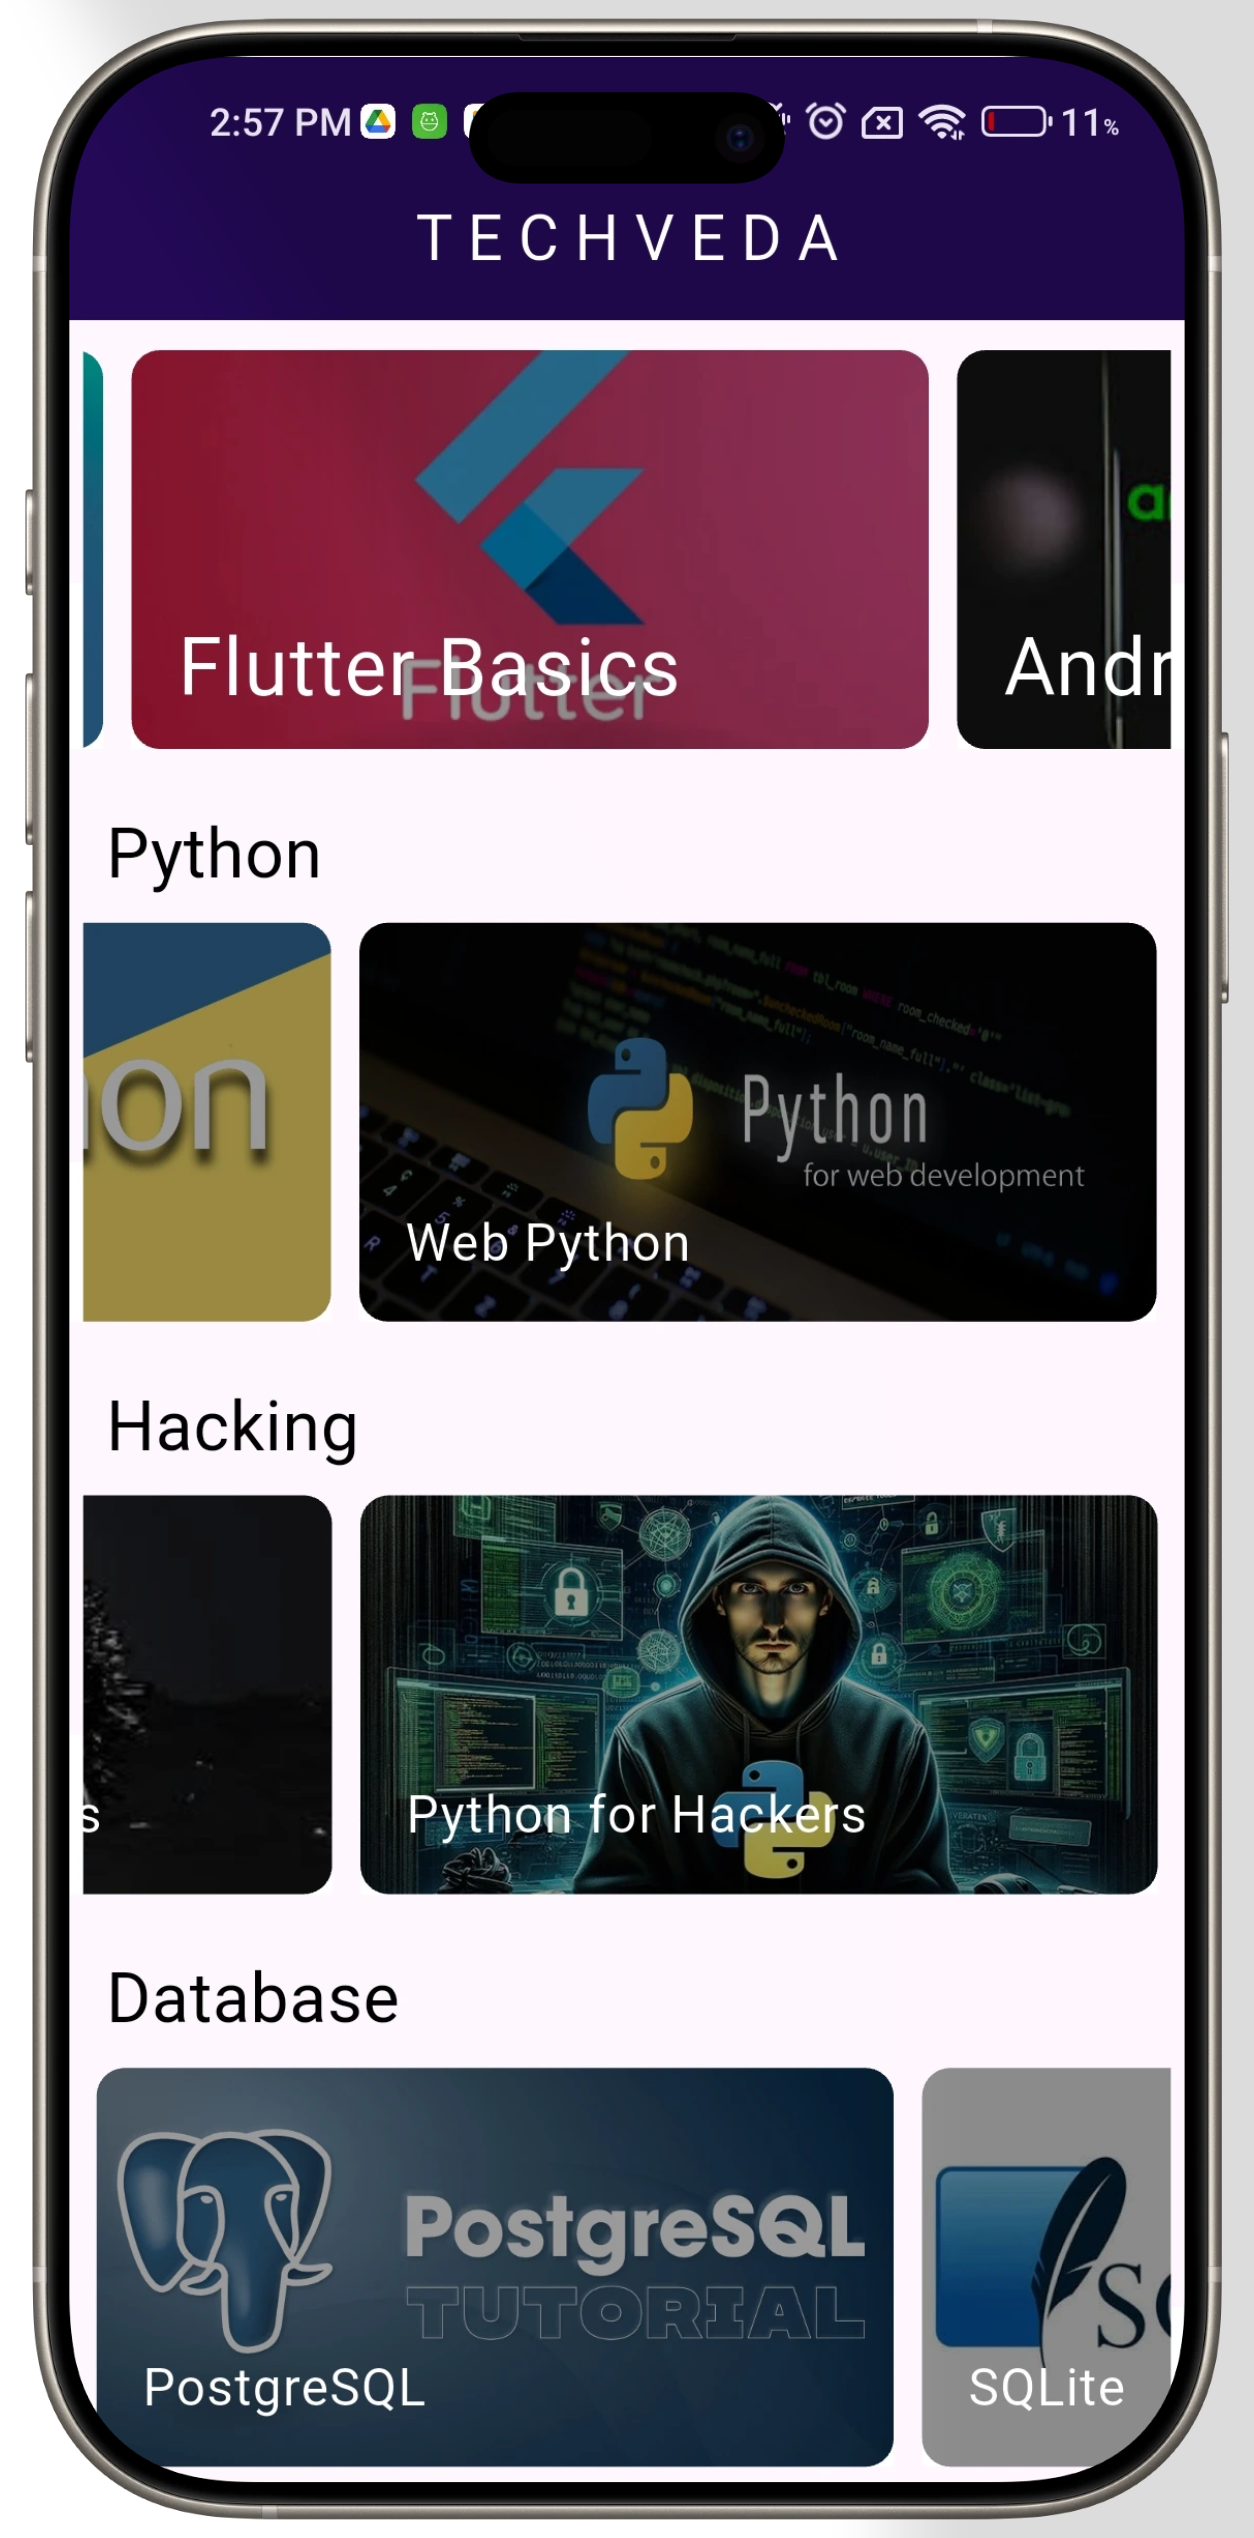 2:57 PM
11%
TECHVEDA
Flutter
Flutter Basics
Andr
Python
on
Python
for web development
Web Python
Hacking
s
Python for Hackers
Database
PostgreSQL
TUTORIAL
PostgreSQL
SQLite